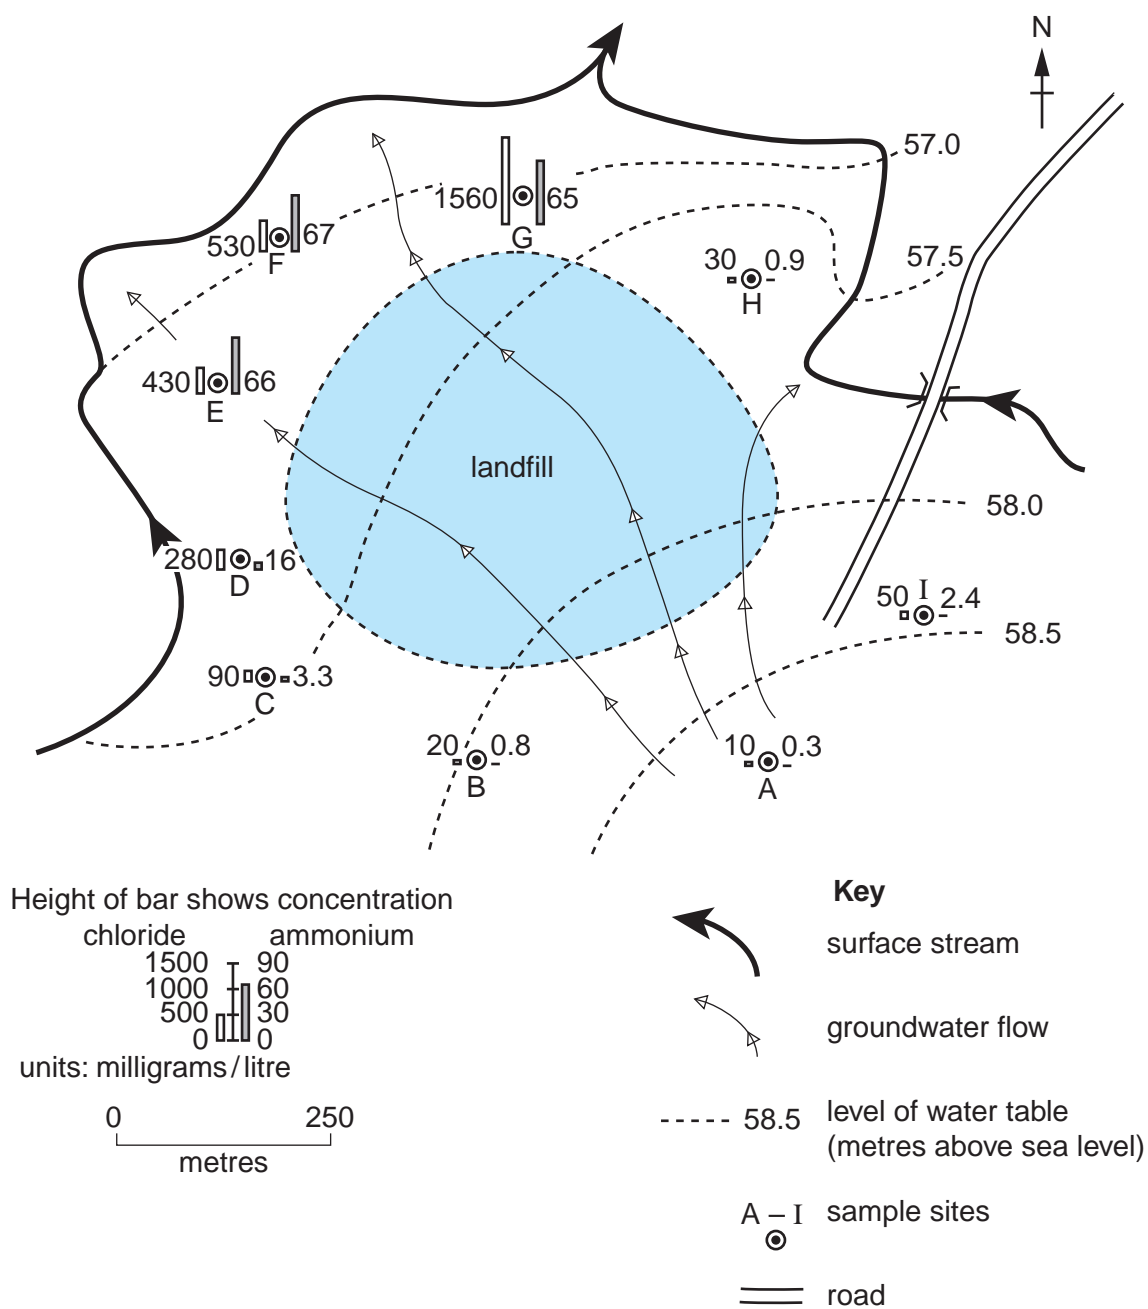 N
57.0
1560 65
G
530 67
F
30 0.9
H
57.5
430 66
E
landfill
58.0
280 16
D
50 I 2.4
58.5
90 3.3
C
20 0.8
B
10 0.3
A
Height of bar shows concentration
chloride ammonium
1500 90
1000 60
500 30
0 0
units: milligrams / litre
0 250
metres
Key
surface stream
groundwater flow
58.5 level of water table
(metres above sea level)
A – I sample sites
road